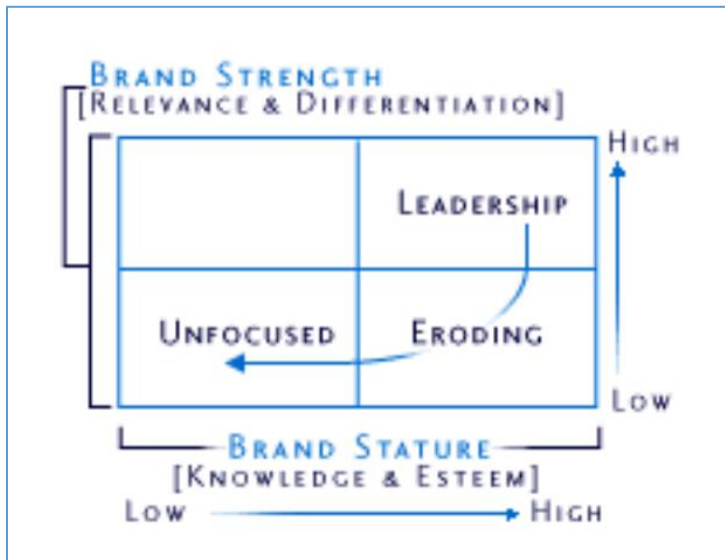 BRAND STRENGTH
[RELEVANCE & DIFFERENTIATION]
HIGH
LEADERSHIP
UNFOCUSED
ERODING
LOW
BRAND STATURE
[KNOWLEDGE & ESTEEM]
LOW HIGH